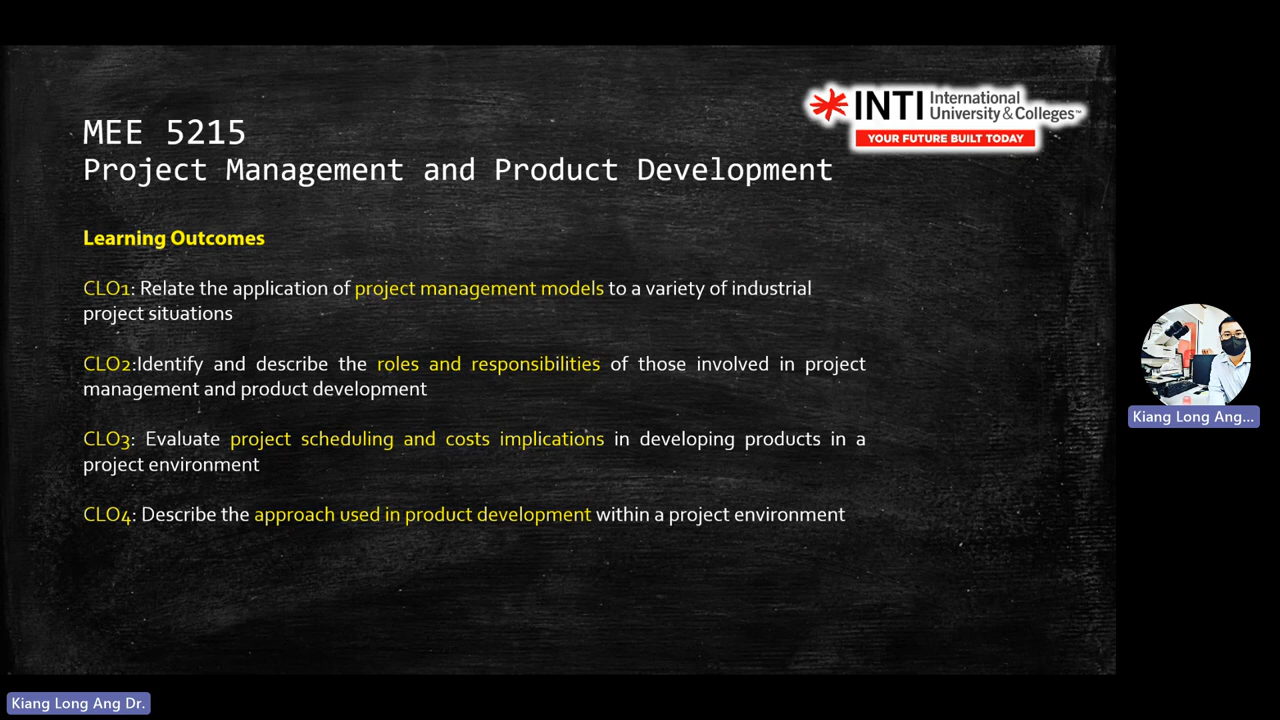 MEE 5215
Project Management and Product Development
INTI International
University & Colleges™
YOUR FUTURE BUILT TODAY
Learning Outcomes
CLO1: Relate the application of project management models to a variety of industrial
project situations
CLO2:Identify and describe the roles and responsibilities of those involved in project
management and product development
CLO3: Evaluate project scheduling and costs implications in developing products in a
project environment
CLO4: Describe the approach used in product development within a project environment
Kiang Long Ang...
Kiang Long Ang Dr.